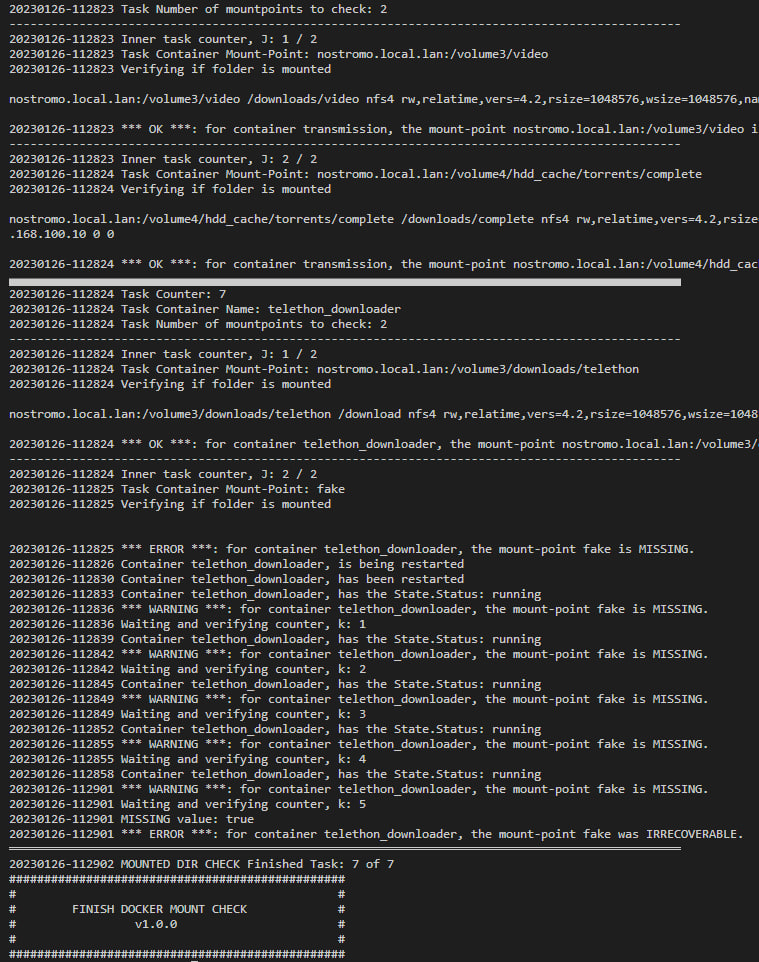 20230126-112823 Task Number of mountpoints to check: 2
------------------------------------------------------------------------------------------------
20230126-112823 Inner task counter, J: 1 / 2
20230126-112823 Task Container Mount-Point: nostromo.local.lan:/volume3/video
20230126-112823 Verifying if folder is mounted
nostromo.local.lan:/volume3/video /downloads/video nfs4 rw,relatime,vers=4.2,rsize=1048576,wsize=1048576,na
20230126-112823 *** OK ***: for container transmission, the mount-point nostromo.local.lan:/volume3/video i
------------------------------------------------------------------------------------------------
20230126-112823 Inner task counter, J: 2 / 2
20230126-112824 Task Container Mount-Point: nostromo.local.lan:/volume4/hdd_cache/torrents/complete
20230126-112824 Verifying if folder is mounted
nostromo.local.lan:/volume4/hdd_cache/torrents/complete /downloads/complete nfs4 rw,relatime,vers=4.2,rsize
.168.100.10 0 0
20230126-112824 *** OK ***: for container transmission, the mount-point nostromo.local.lan:/volume4/hdd_cac
20230126-112824 Task Counter: 7
20230126-112824 Task Container Name: telethon_downloader
20230126-112824 Task Number of mountpoints to check: 2
------------------------------------------------------------------------------------------------
20230126-112824 Inner task counter, J: 1 / 2
20230126-112824 Task Container Mount-Point: nostromo.local.lan:/volume3/downloads/telethon
20230126-112824 Verifying if folder is mounted
nostromo.local.lan:/volume3/downloads/telethon /download nfs4 rw,relatime,vers=4.2,rsize=1048576,wsize=1048
20230126-112824 *** OK ***: for container telethon_downloader, the mount-point nostromo.local.lan:/volume3/
------------------------------------------------------------------------------------------------
20230126-112824 Inner task counter, J: 2 / 2
20230126-112825 Task Container Mount-Point: fake
20230126-112825 Verifying if folder is mounted
20230126-112825 *** ERROR ***: for container telethon_downloader, the mount-point fake is MISSING.
20230126-112826 Container telethon_downloader, is being restarted
20230126-112830 Container telethon_downloader, has been restarted
20230126-112833 Container telethon_downloader, has the State.Status: running
20230126-112836 *** WARNING ***: for container telethon_downloader, the mount-point fake is MISSING.
20230126-112836 Waiting and verifying counter, k: 1
20230126-112839 Container telethon_downloader, has the State.Status: running
20230126-112842 *** WARNING ***: for container telethon_downloader, the mount-point fake is MISSING.
20230126-112842 Waiting and verifying counter, k: 2
20230126-112845 Container telethon_downloader, has the State.Status: running
20230126-112849 *** WARNING ***: for container telethon_downloader, the mount-point fake is MISSING.
20230126-112849 Waiting and verifying counter, k: 3
20230126-112852 Container telethon_downloader, has the State.Status: running
20230126-112855 *** WARNING ***: for container telethon_downloader, the mount-point fake is MISSING.
20230126-112855 Waiting and verifying counter, k: 4
20230126-112858 Container telethon_downloader, has the State.Status: running
20230126-112901 *** WARNING ***: for container telethon_downloader, the mount-point fake is MISSING.
20230126-112901 Waiting and verifying counter, k: 5
20230126-112901 MISSING value: true
20230126-112901 *** ERROR ***: for container telethon_downloader, the mount-point fake was IRRECOVERABLE.
20230126-112902 MOUNTED DIR CHECK Finished Task: 7 of 7
################################################
# #
# FINISH DOCKER MOUNT CHECK #
# v1.0.0 #
# #
################################################